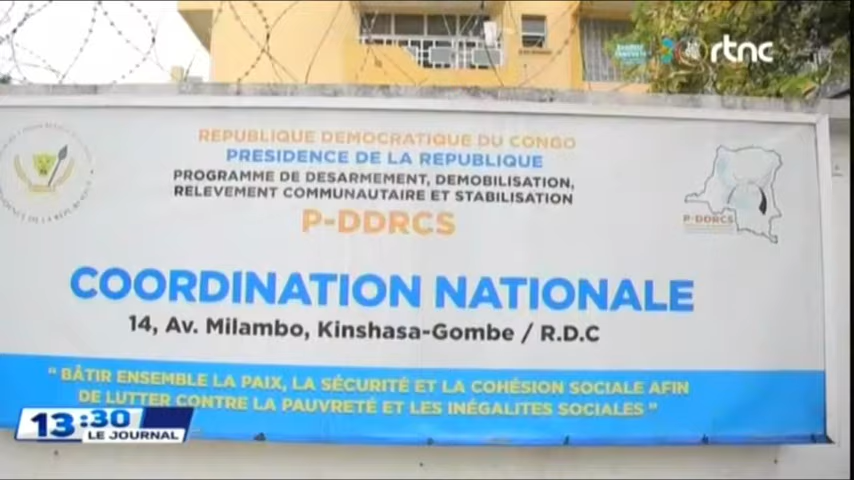 rtnc
REPUBLIQUE DEMOCRATIQUE DU CONGO
PRESIDENCE DE LA REPUBLIQUE
PROGRAMME DE DESARMEMENT, DEMOBILISATION,
RELEVEMENT COMMUNAUTAIRE ET STABILISATION
P-DDRCS
P-DDRCS
COORDINATION NATIONALE
14, Av. Milambo, Kinshasa-Gombe / R.D.C
" BÂTIR ENSEMBLE LA PAIX, LA SÉCURITÉ ET LA COHÉSION SOCIALE AFIN
DE LUTTER CONTRE LA PAUVRETÉ ET LES INÉGALITES SOCIALES "
13:30
LE JOURNAL